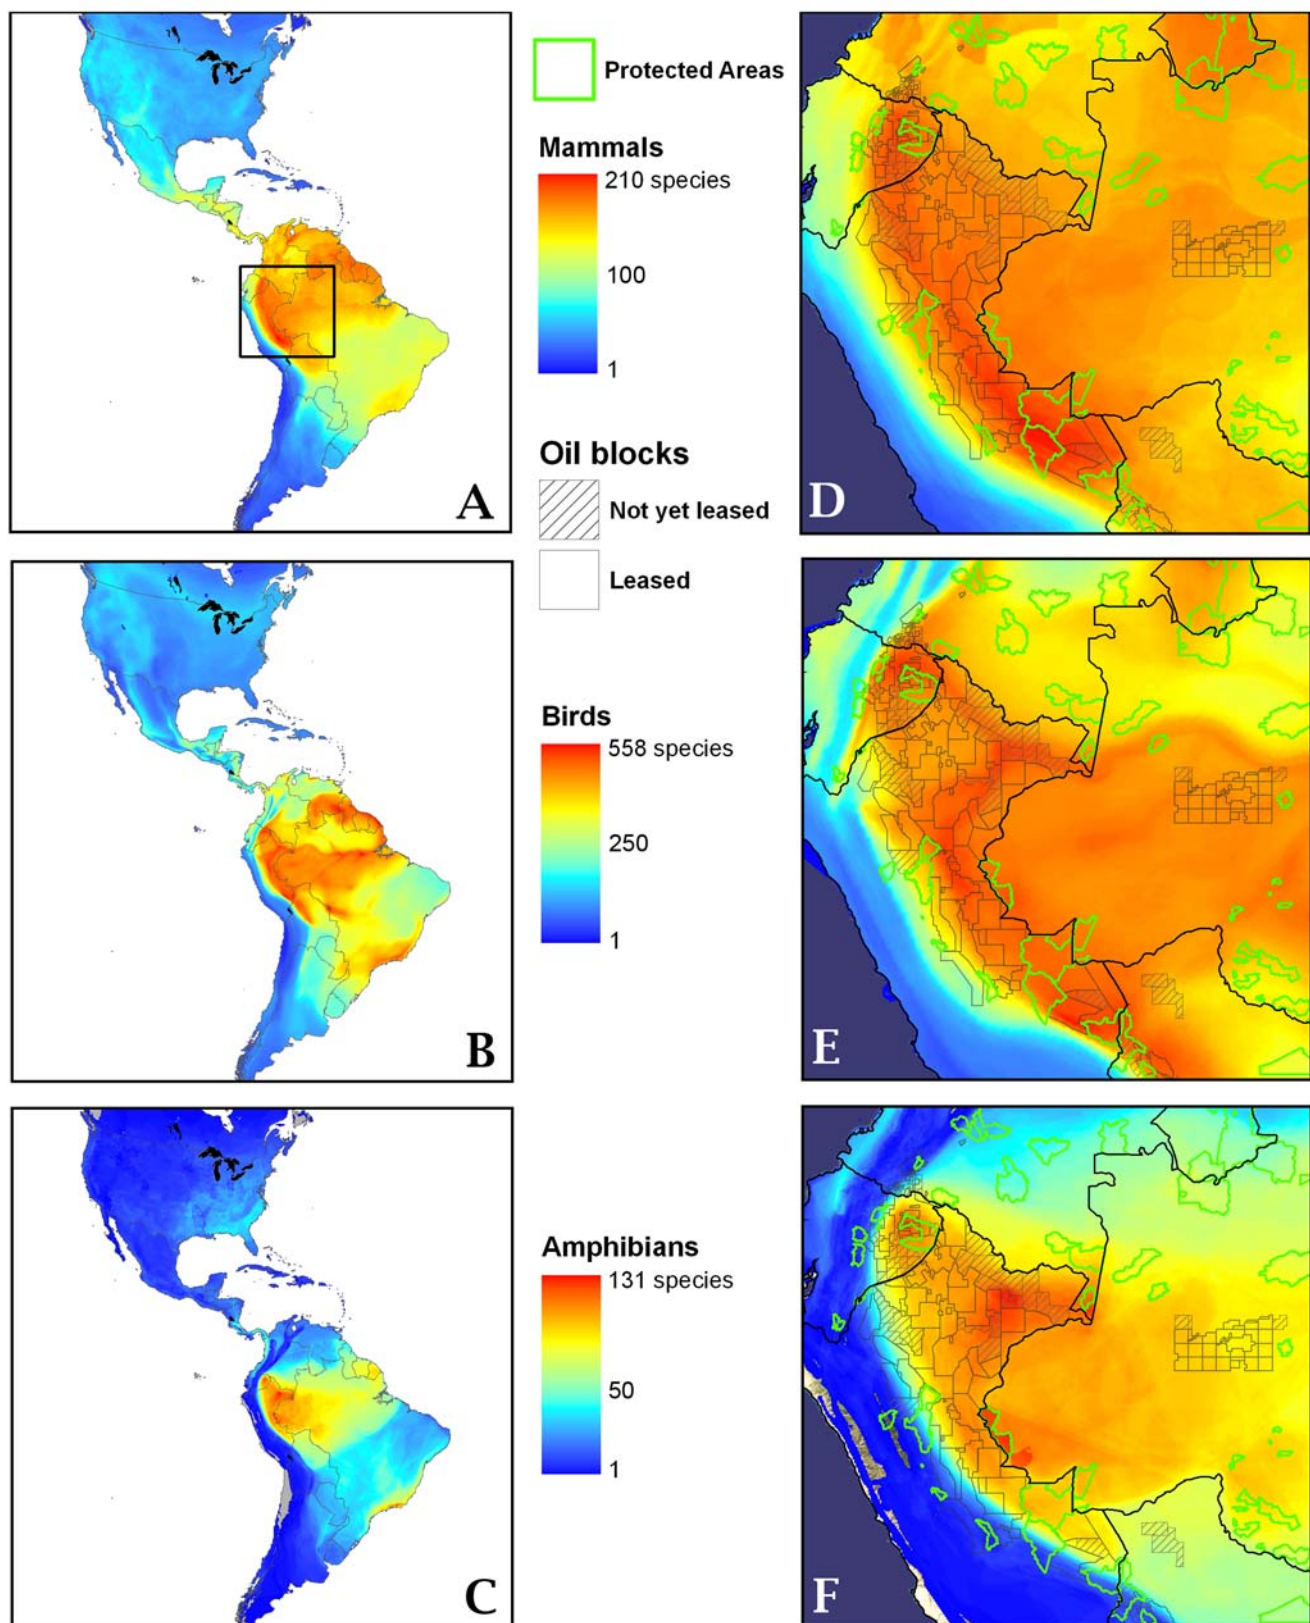 A
Protected Areas
Mammals
210 species
100
1
Oil blocks
Not yet leased
Leased
D
B
Birds
558 species
250
1
E
C
Amphibians
131 species
50
1
F